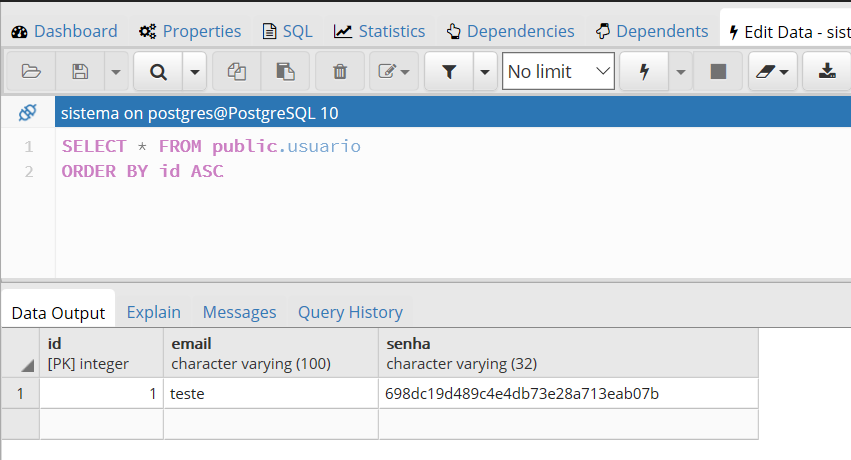 Dashboard Properties SQL Statistics Dependencies Dependents Edit Data - sist
No limit
sistema on postgres@PostgreSQL 10
1 SELECT * FROM public.usuario
2 ORDER BY id ASC
Data Output Explain Messages Query History
id email senha
[PK] integer character varying (100) character varying (32)
1 1 teste 698dc19d489c4e4db73e28a713eab07b